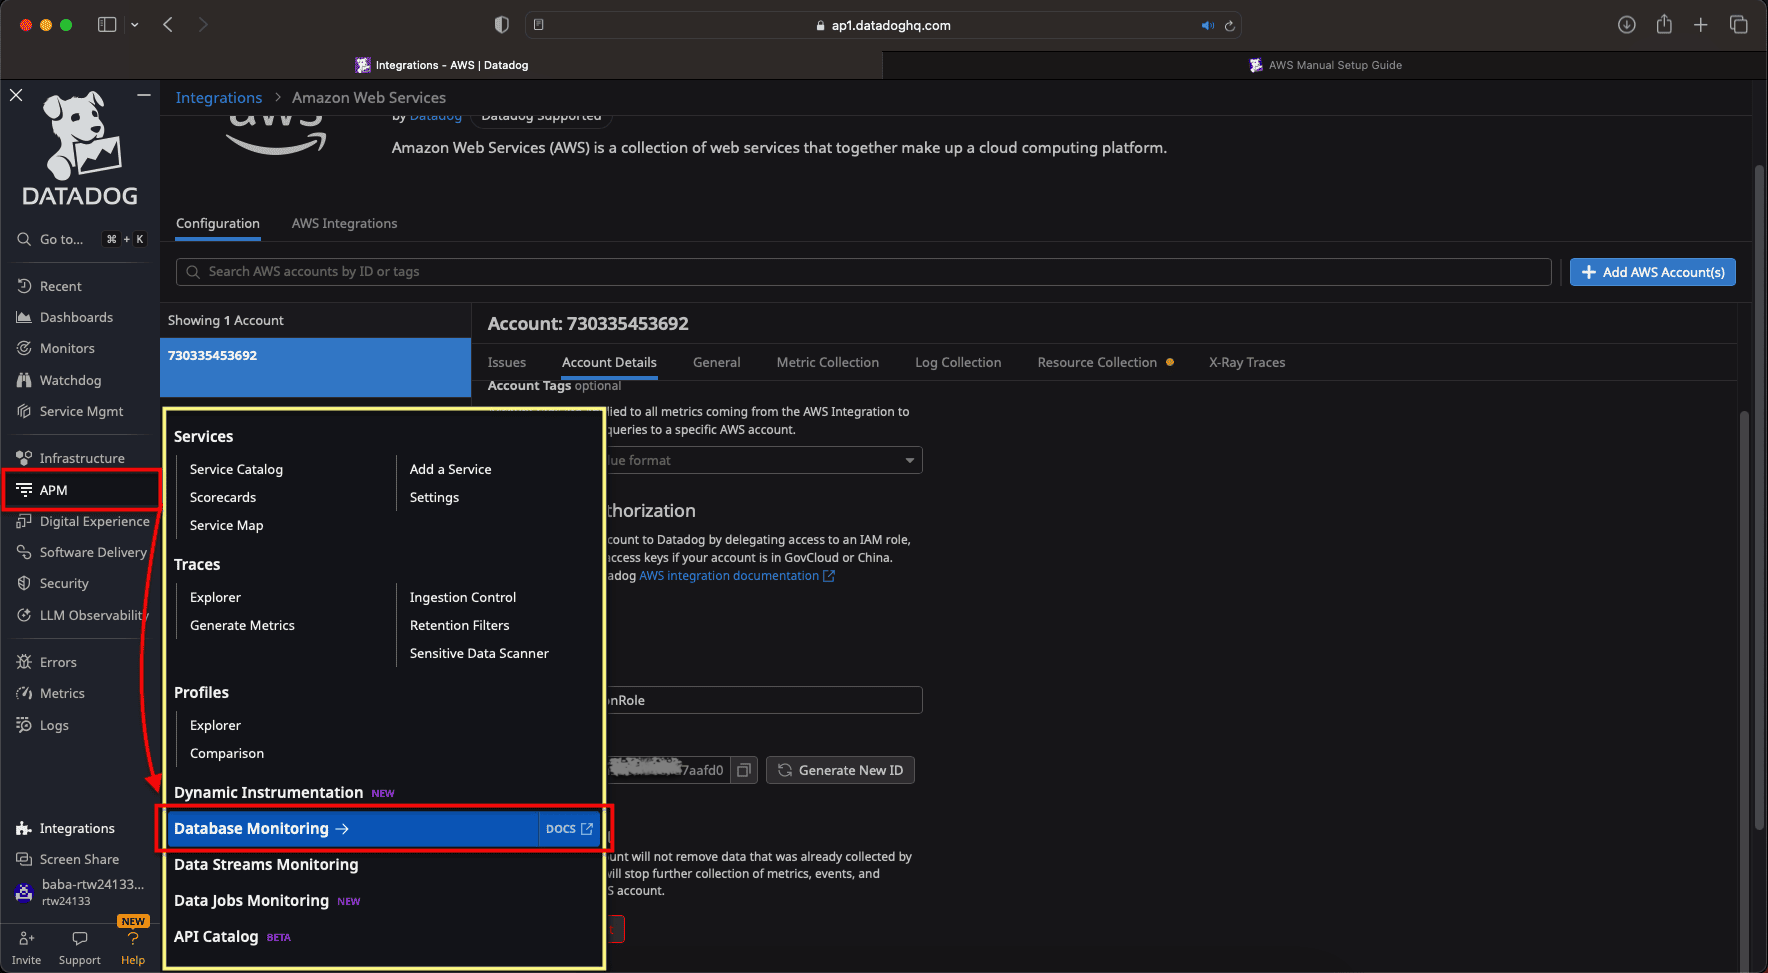 ap1.datadoghq.com
Integrations - AWS | Datadog
AWS Manual Setup Guide
DATADOG
Go to... ⌘ + K
Recent
Dashboards
Monitors
Watchdog
Service Mgmt
Infrastructure
APM
Digital Experience
Software Delivery
Security
LLM Observability
Errors
Metrics
Logs
Integrations
Screen Share
baba-rtw24133...
rtw24133
NEW
Invite
Support
Help
Integrations > Amazon Web Services
aws
by Datadog
Datadog Supported
Amazon Web Services (AWS) is a collection of web services that together make up a cloud computing platform.
Configuration
AWS Integrations
Search AWS accounts by ID or tags
Add AWS Account(s)
Showing 1 Account
730335453692
Account: 730335453692
Issues
Account Details
General
Metric Collection
Log Collection
Resource Collection
X-Ray Traces
Account Tags optional
lied to all metrics coming from the AWS Integration to
queries to a specific AWS account.
lue format
thorization
count to Datadog by delegating access to an IAM role,
access keys if your account is in GovCloud or China.
adog AWS integration documentation
onRole
7aafd0
Generate New ID
unt will not remove data that was already collected by
will stop further collection of metrics, events, and
S account.
t
Services
Service Catalog
Scorecards
Service Map
Add a Service
Settings
Traces
Explorer
Generate Metrics
Ingestion Control
Retention Filters
Sensitive Data Scanner
Profiles
Explorer
Comparison
Dynamic Instrumentation NEW
Database Monitoring → DOCS
Data Streams Monitoring
Data Jobs Monitoring NEW
API Catalog BETA